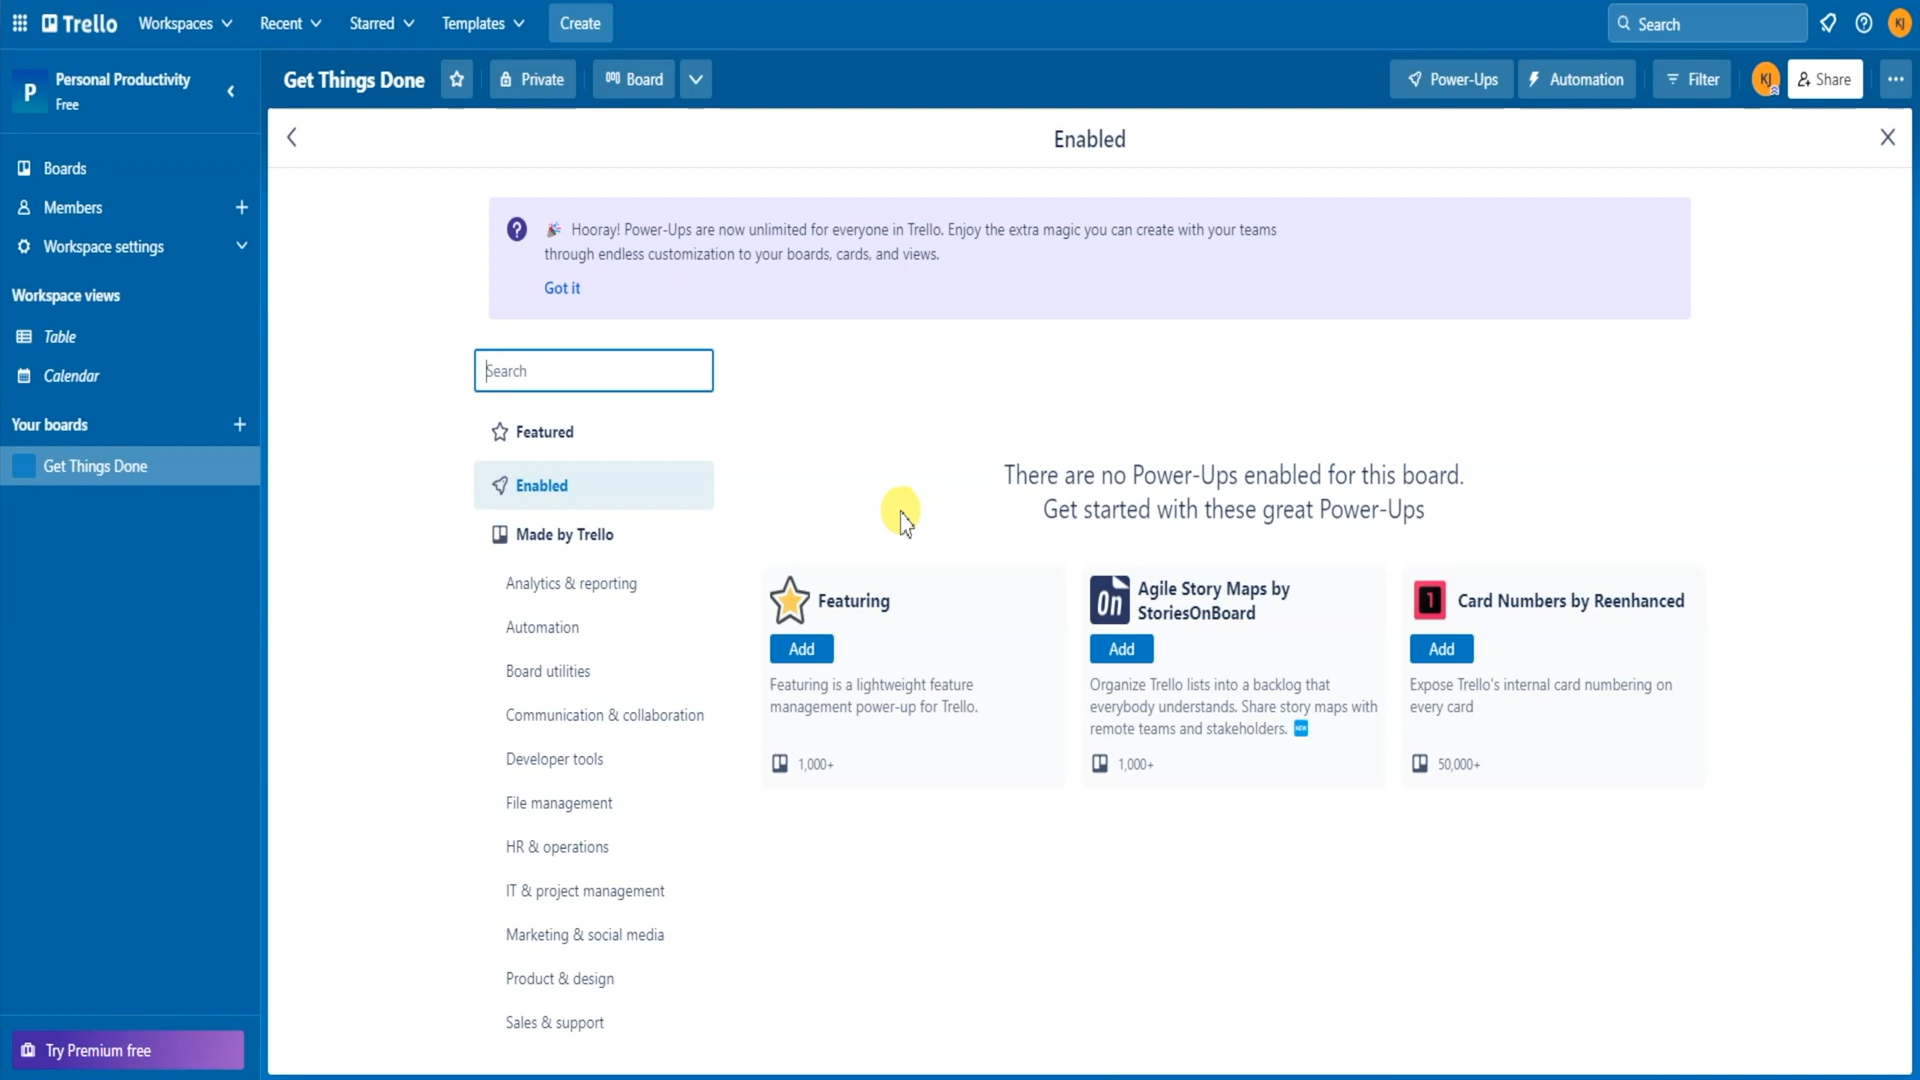 Trello
Workspaces
Recent
Starred
Templates
Create
Search
KJ
P
Personal Productivity
Free
Get Things Done
Private
Board
Power-Ups
Automation
Filter
KJ
Share
Boards
Members
Workspace settings
Workspace views
Table
Calendar
Your boards
Get Things Done
Try Premium free
Enabled
Hooray! Power-Ups are now unlimited for everyone in Trello. Enjoy the extra magic you can create with your teams
through endless customization to your boards, cards, and views.
Got it
Search
Featured
Enabled
Made by Trello
Analytics & reporting
Automation
Board utilities
Communication & collaboration
Developer tools
File management
HR & operations
IT & project management
Marketing & social media
Product & design
Sales & support
There are no Power-Ups enabled for this board.
Get started with these great Power-Ups
Featuring
Add
Featuring is a lightweight feature
management power-up for Trello.
1,000+
On
Agile Story Maps by
StoriesOnBoard
Add
Organize Trello lists into a backlog that
everybody understands. Share story maps with
remote teams and stakeholders. NEW
1,000+
1
Card Numbers by Reenhanced
Add
Expose Trello's internal card numbering on
every card
50,000+